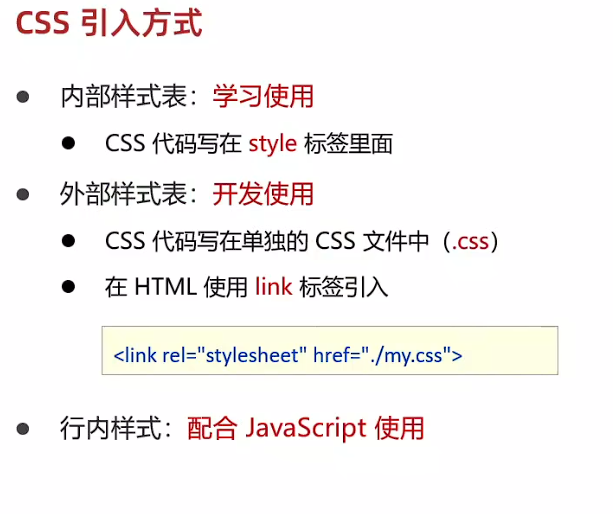 CSS 引入方式
内部样式表：学习使用
CSS 代码写在 style 标签里面
外部样式表：开发使用
CSS 代码写在单独的 CSS 文件中（.css）
在 HTML 使用 link 标签引入
<link rel="stylesheet" href="./my.css">
行内样式：配合 JavaScript 使用